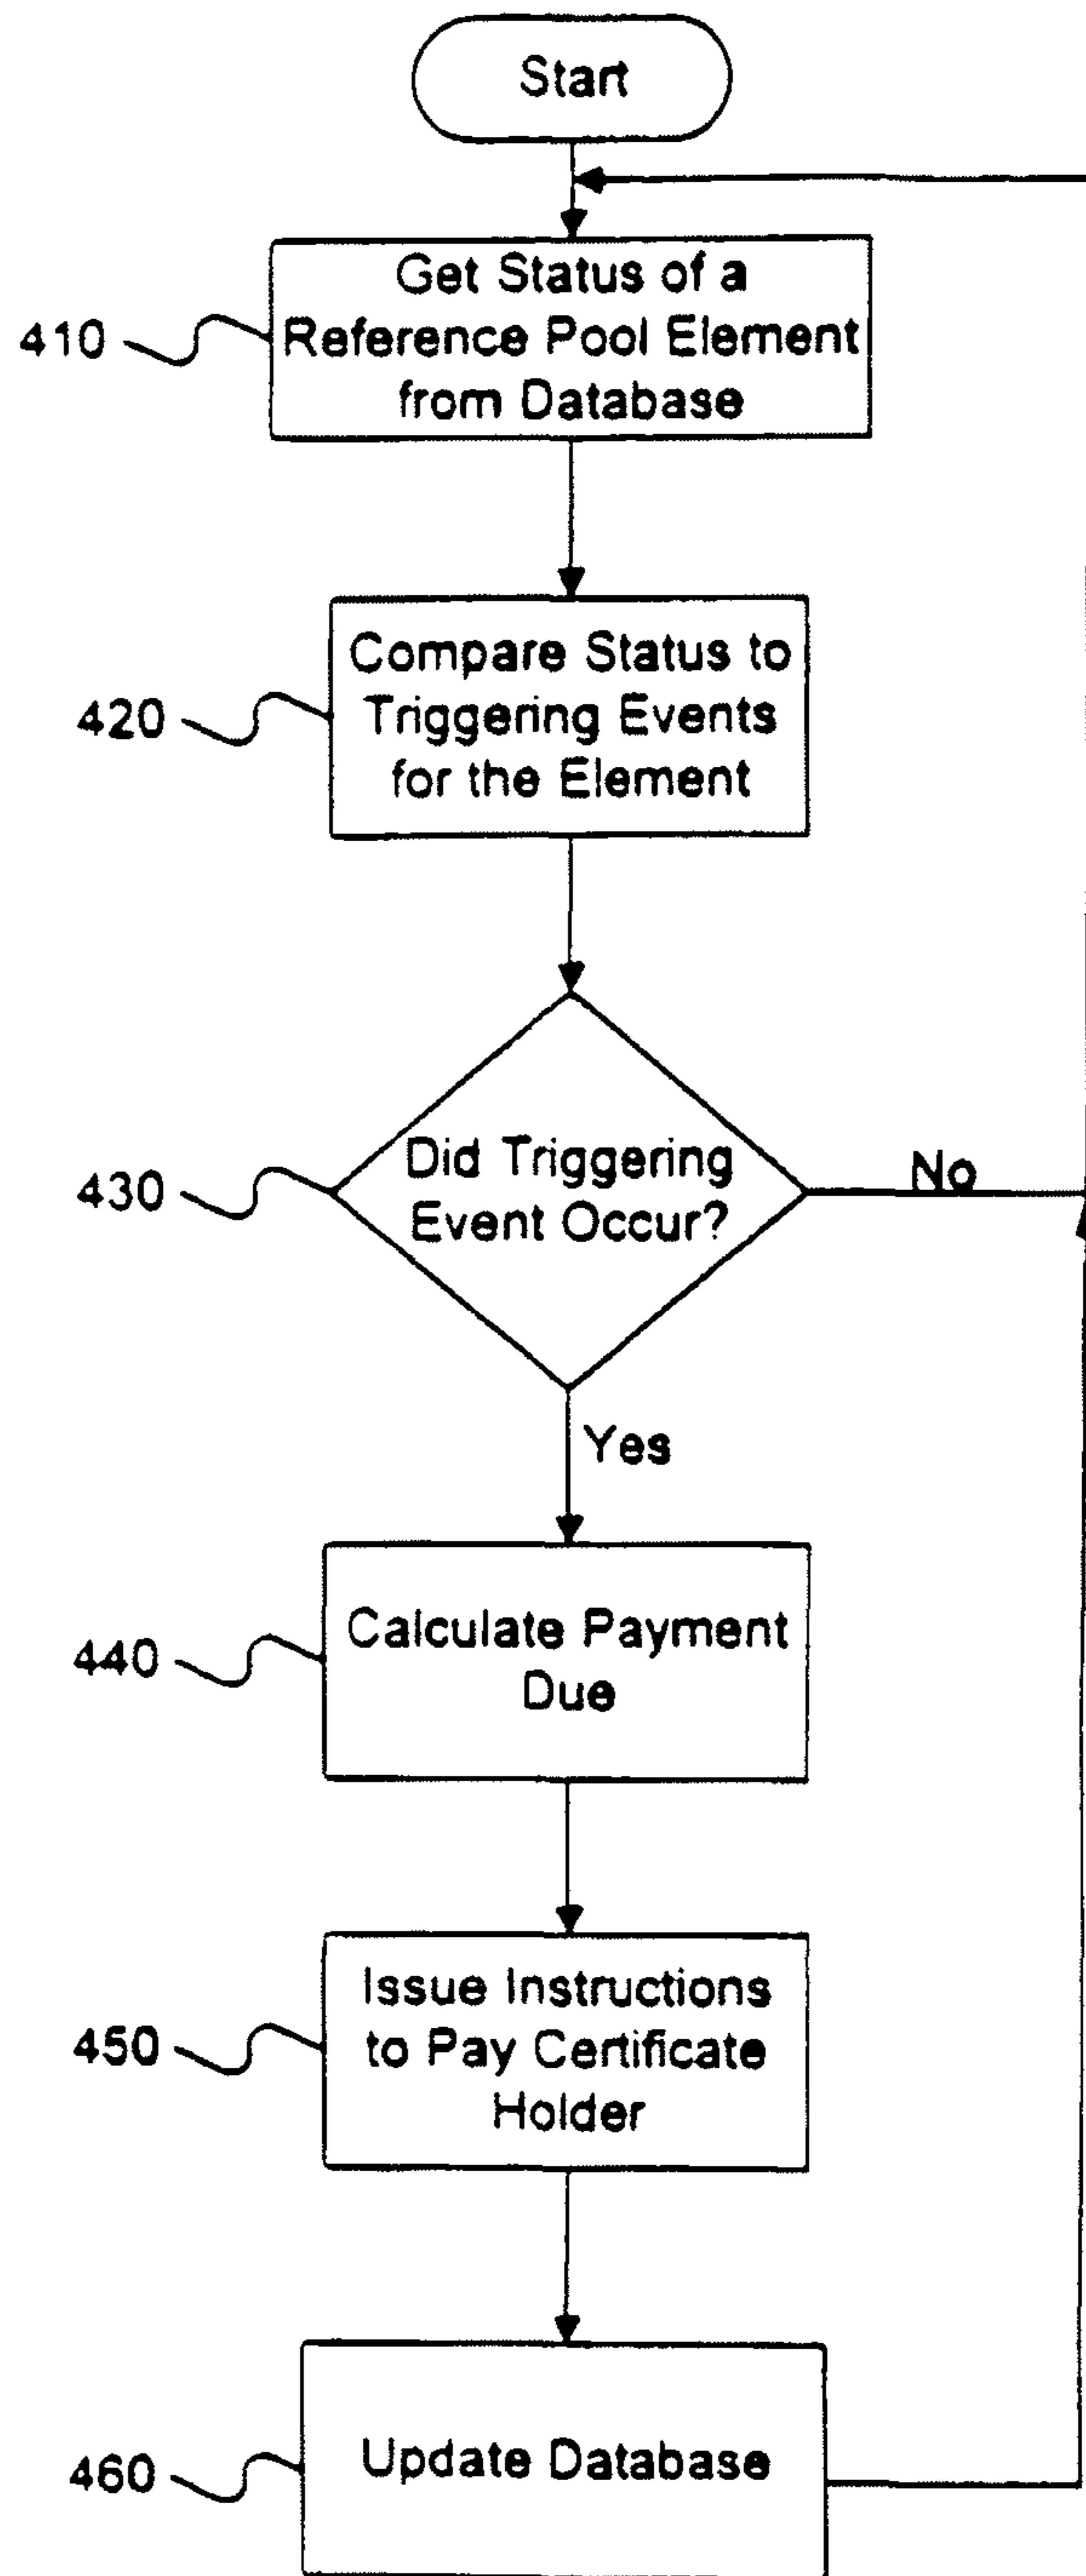 Start
410
Get Status of a
Reference Pool Element
from Database
420
Compare Status to
Triggering Events
for the Element
430
Did Triggering
Event Occur?
No
Yes
440
Calculate Payment
Due
450
Issue Instructions
to Pay Certificate
Holder
460
Update Database